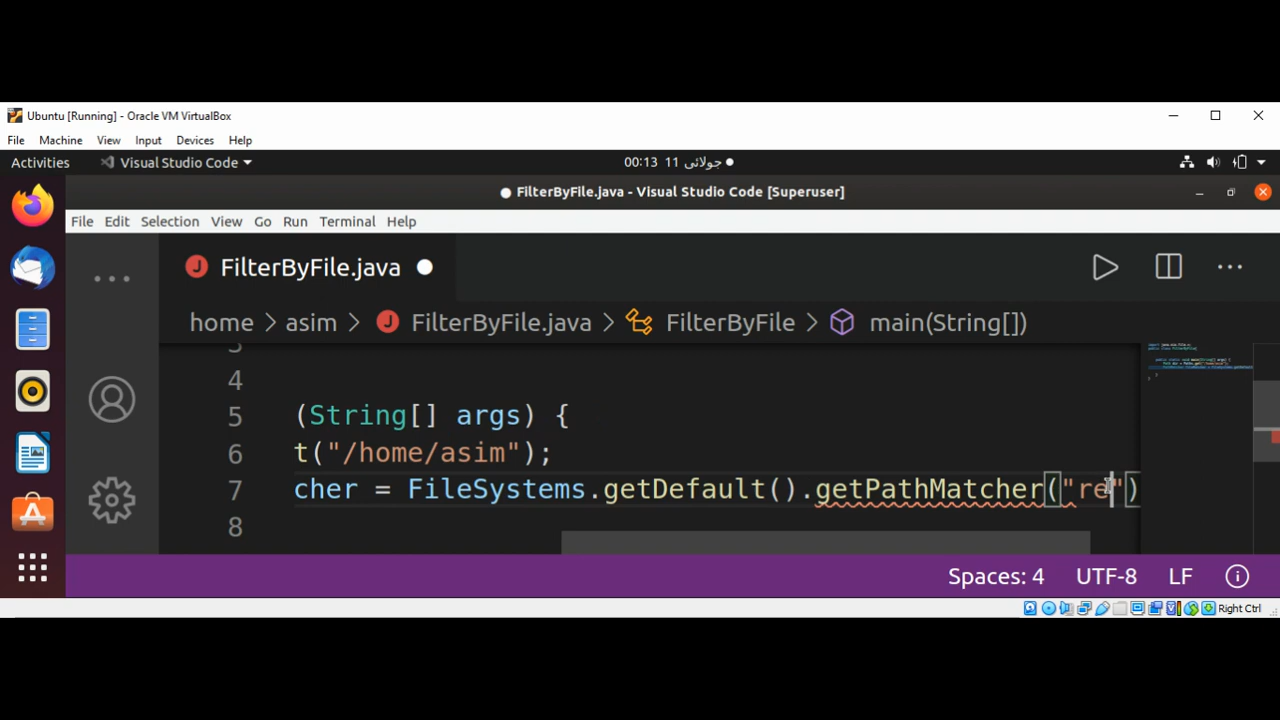 Ubuntu [Running] - Oracle VM VirtualBox
File Machine View Input Devices Help
Activities Visual Studio Code 00:13 11 جولائی
● FilterByFile.java - Visual Studio Code [Superuser]
File Edit Selection View Go Run Terminal Help
J FilterByFile.java
home > asim > J FilterByFile.java > FilterByFile > main(String[])
3
4
5 (String[] args) {
6 t("/home/asim");
7 cher = FileSystems.getDefault().getPathMatcher("re")
8
Spaces: 4 UTF-8 LF
Right Ctrl